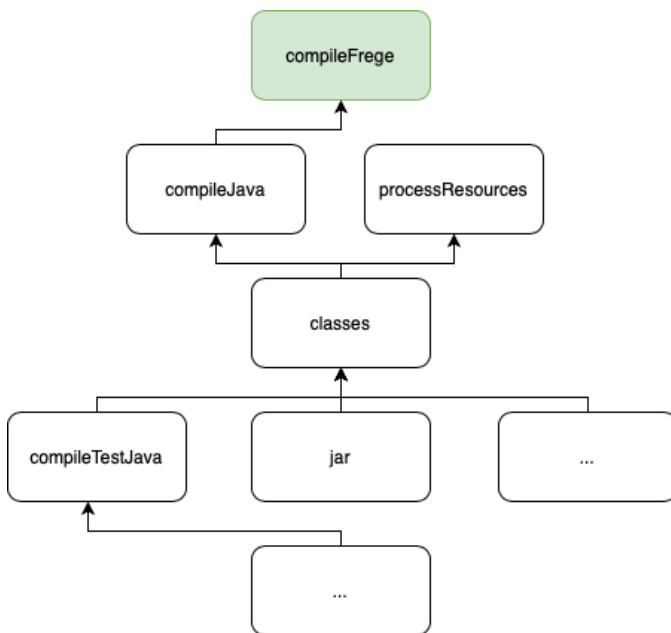 compileFrege
compileJava
processResources
classes
compileTestJava
jar
...
...